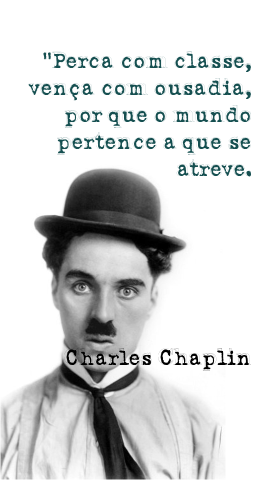 "Perca com classe,
vença com ousadia,
porque o mundo
pertence a que se
atreve.
Charles Chaplin